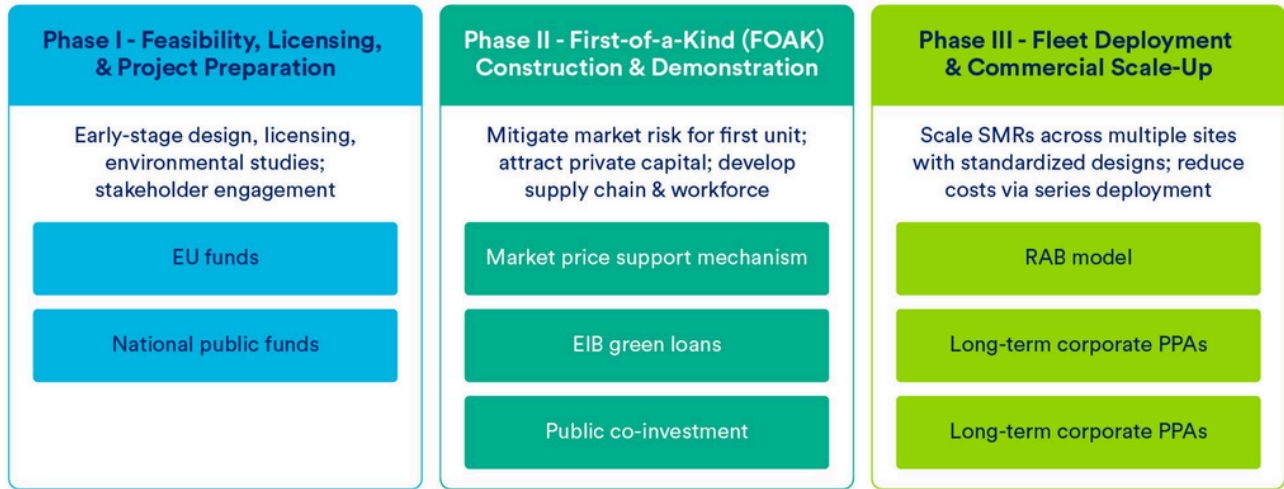 Phase I - Feasibility, Licensing,
& Project Preparation
Early-stage design, licensing,
environmental studies;
stakeholder engagement
EU funds
National public funds
Phase II - First-of-a-Kind (FOAK)
Construction & Demonstration
Mitigate market risk for first unit;
attract private capital; develop
supply chain & workforce
Market price support mechanism
EIB green loans
Public co-investment
Phase III - Fleet Deployment
& Commercial Scale-Up
Scale SMRs across multiple sites
with standardized designs; reduce
costs via series deployment
RAB model
Long-term corporate PPAs
Long-term corporate PPAs